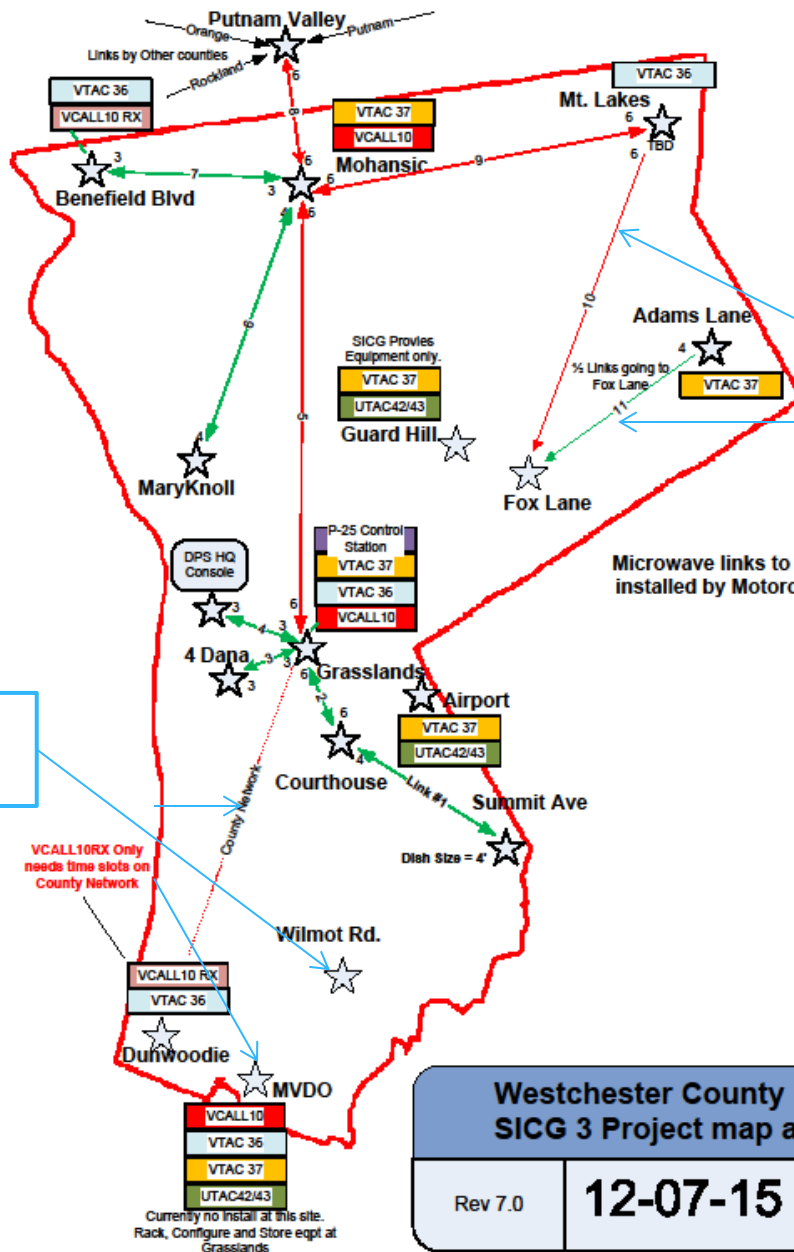 Putnam Valley
Orange
Putnam
Links by Other counties
Rockland
6
8
VTAC 36
VCALL10 RX
VTAC 37
VCALL10
VTAC 36
Mt. Lakes
6
TBD
6
3
Benefield Blvd
7
6
Mohansic
3
6
4
6
9
10
6
5
SICG Provies
Equipment only.
VTAC 37
UTAC42/43
Guard Hill
Adams Lane
4
VTAC 37
½ Links going to
Fox Lane
11
Fox Lane
4
MaryKnoll
P-25 Control
Station
VTAC 37
VTAC 36
VCALL10
DPS HQ
Console
3
4
3
6
4 Dana
3
3
3
Grasslands
6
2
6
Courthouse
4
Airport
VTAC 37
UTAC42/43
Link #1
Summit Ave
Dish Size = 4'
Microwave links to
installed by Motoro
County Network
VCALL10RX Only
needs time slots on
County Network
VCALL10 RX
VTAC 36
Dunwoodie
Wilmot Rd.
MVDO
VCALL10
VTAC 36
VTAC 37
UTAC42/43
Currently no install at this site.
Rack, Configure and Store eqpt at
Grasslands
Westchester County
SICG 3 Project map a
Rev 7.0
12-07-15